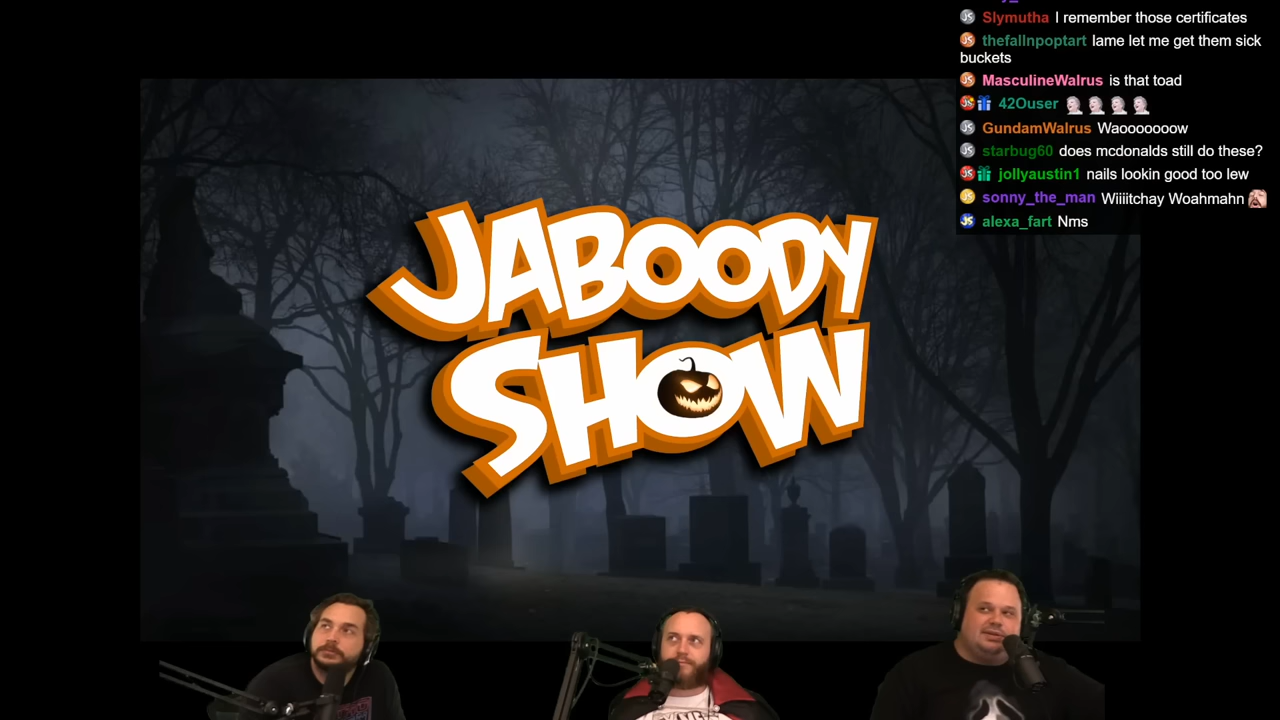 Slymutha I remember those certificates
thefallnpoptart lame let me get them sick
buckets
MasculineWalrus is that toad
42Ouser
GundamWalrus Waooooooow
starbug60 does mcdonalds still do these?
jollyaustin1 nails lookin good too lew
sonny_the_man Wiiiitchay Woahmahn
alexa_fart Nms
JABOODY
SHOW